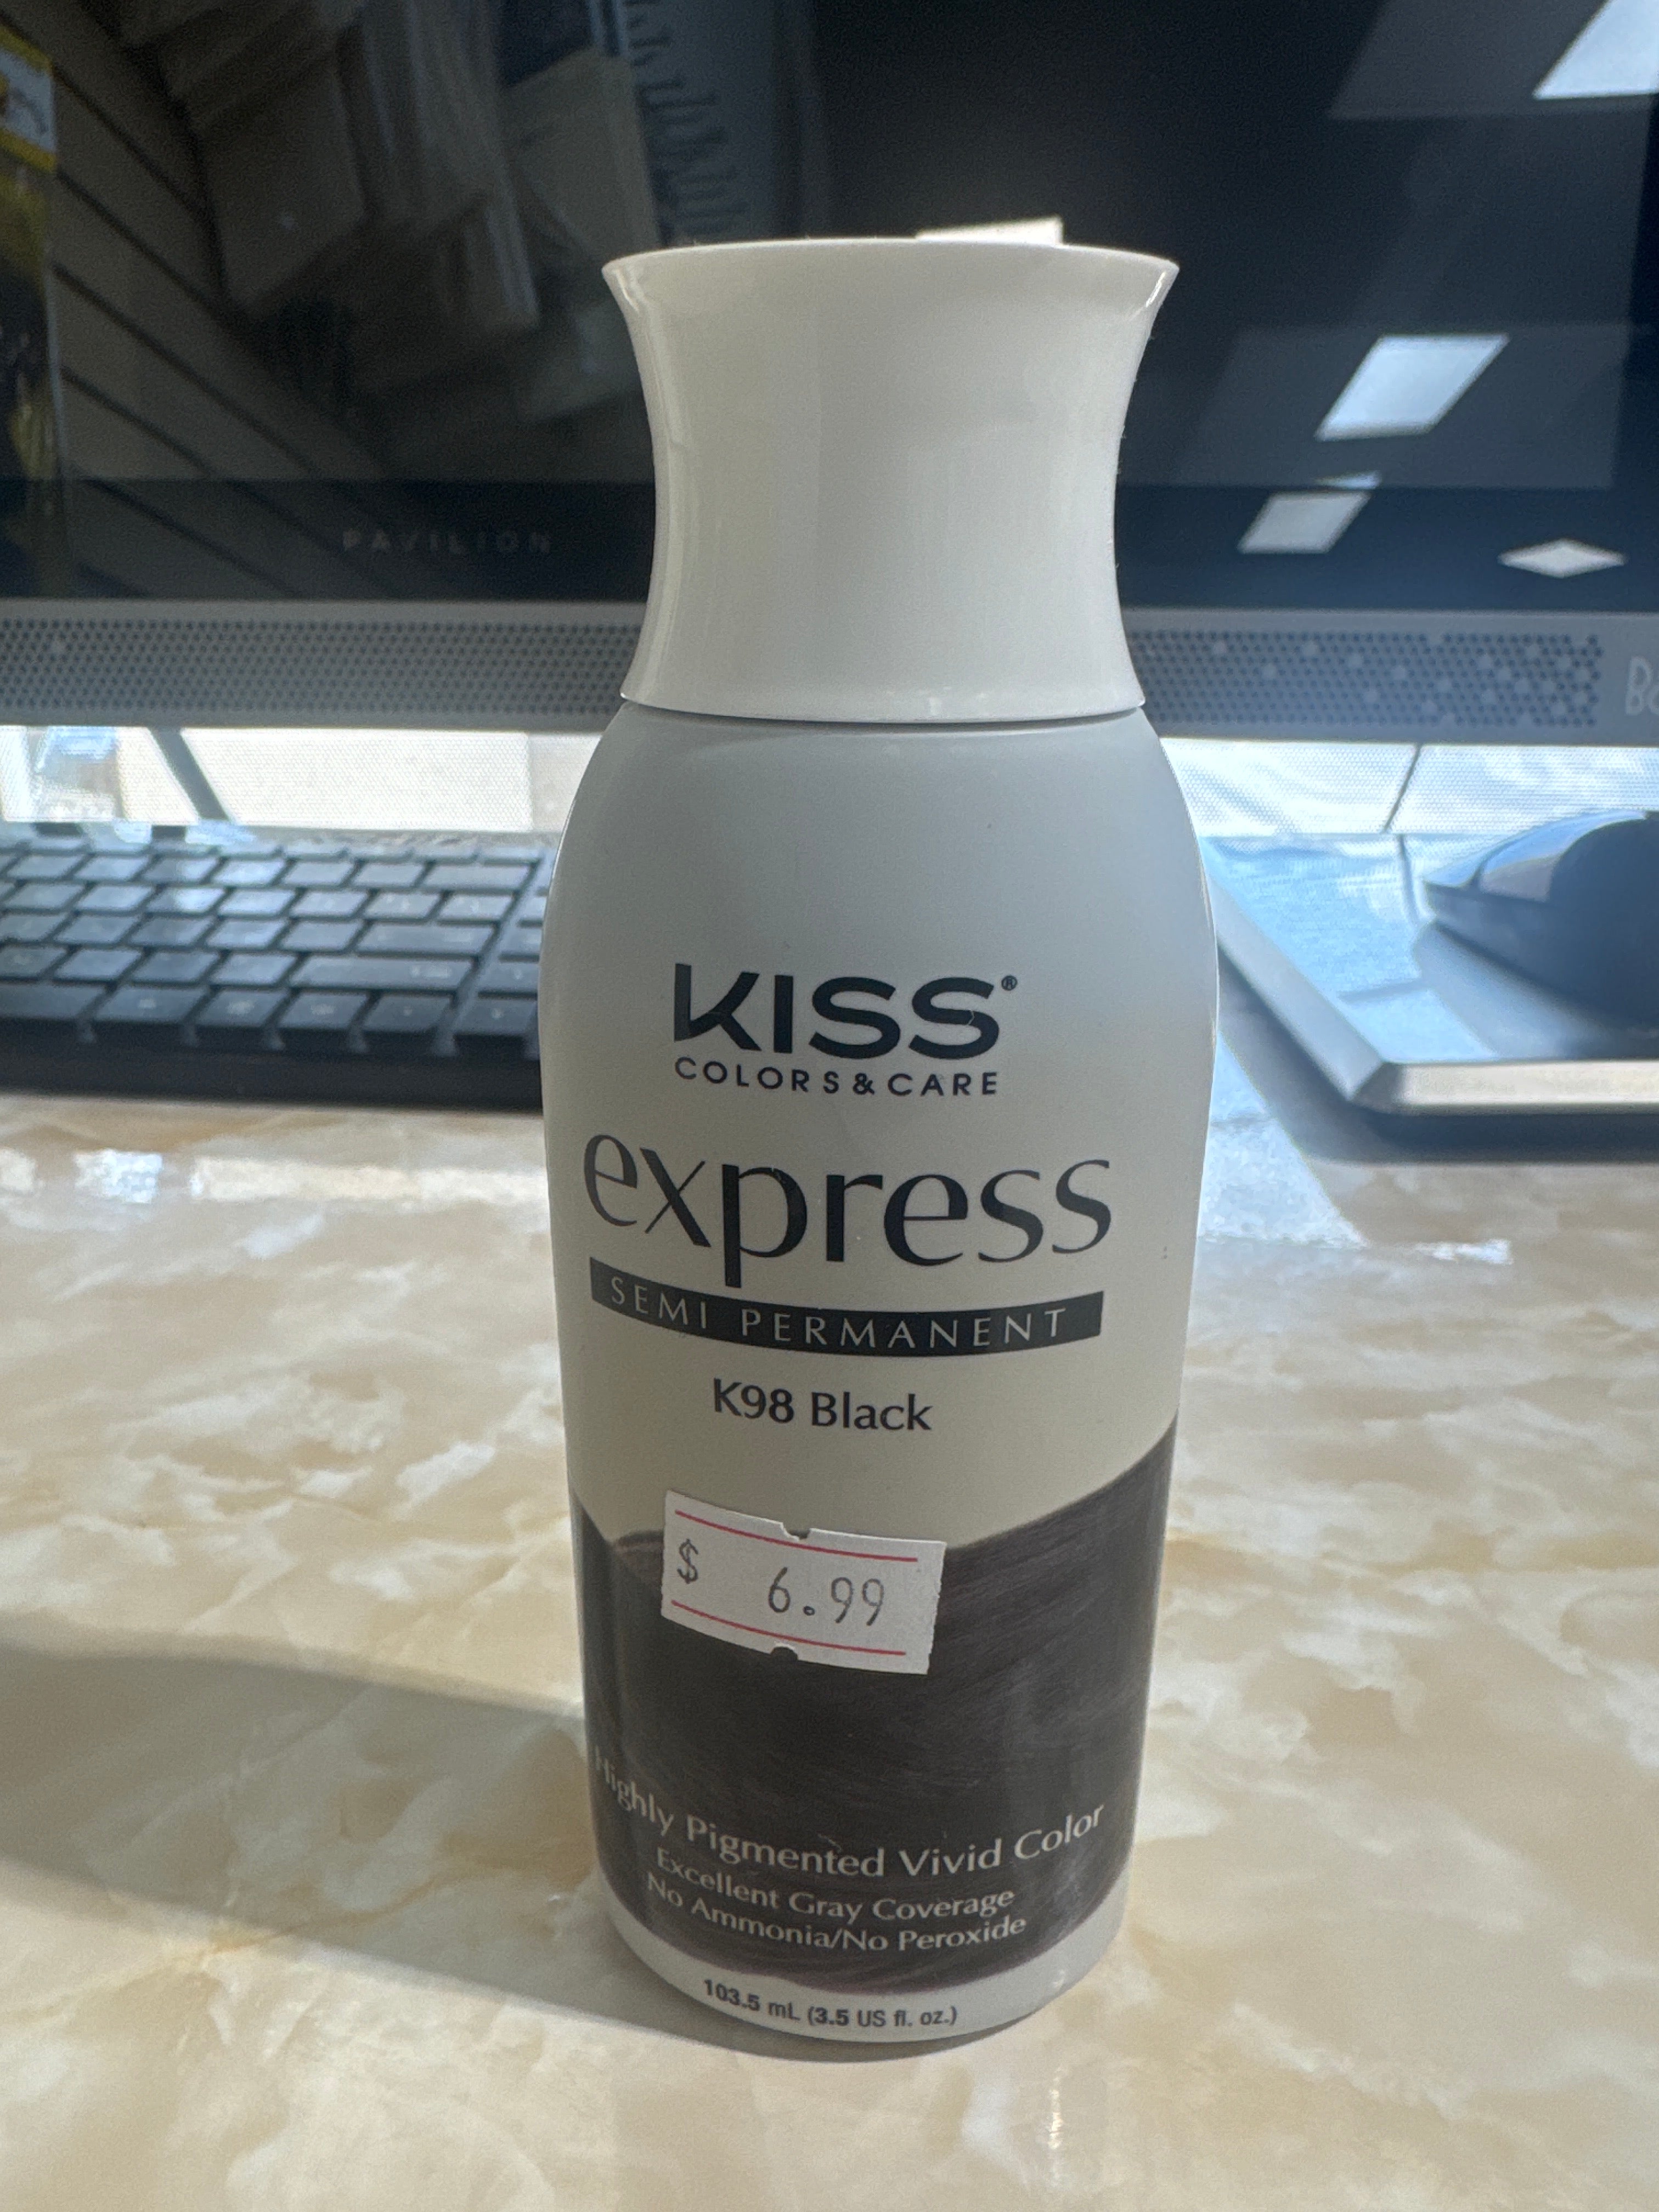 PAVILION
KISS®
COLORS & CARE
express
SEMI PERMANENT
K98 Black
$ 6.99
Highly Pigmented Vivid Color
Excellent Gray Coverage
No Ammonia/No Peroxide
103.5 mL (3.5 US fl. oz.)